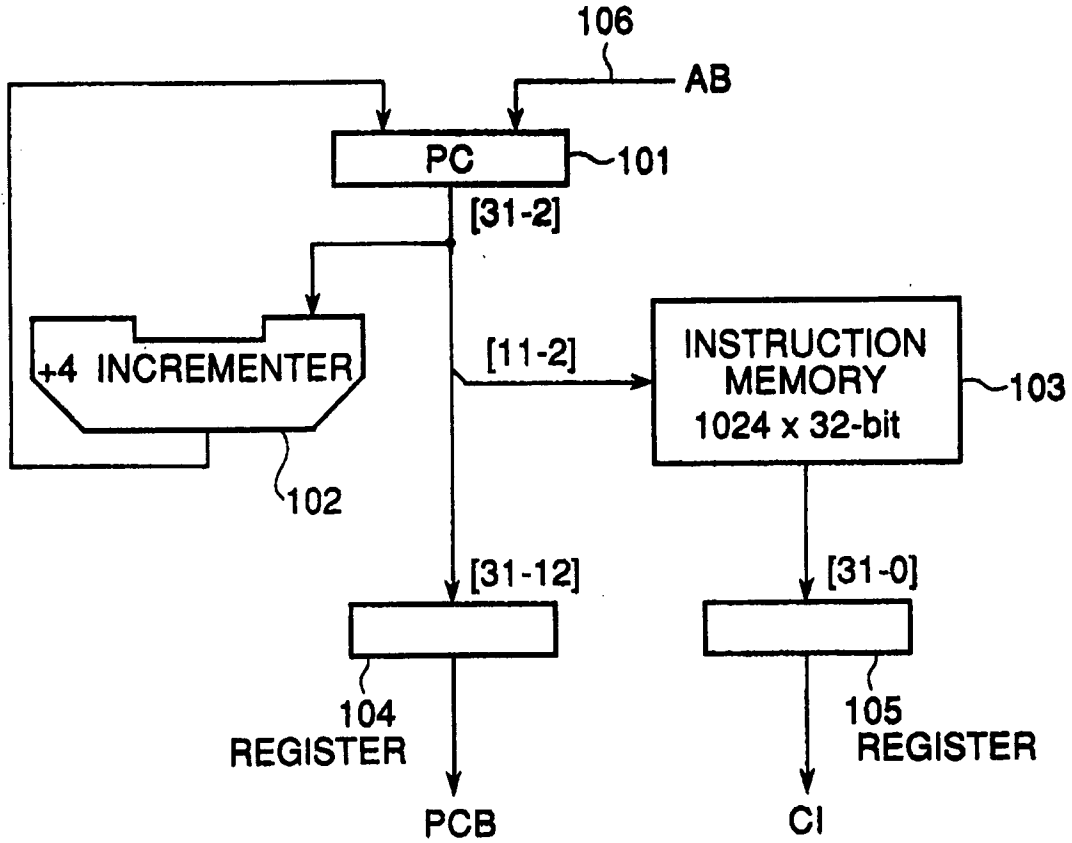 106
AB
PC
101
[31-2]
+4 INCREMENTER
102
[11-2]
INSTRUCTION
MEMORY
1024 x 32-bit
103
[31-12]
[31-0]
104
REGISTER
105
REGISTER
PCB
CI